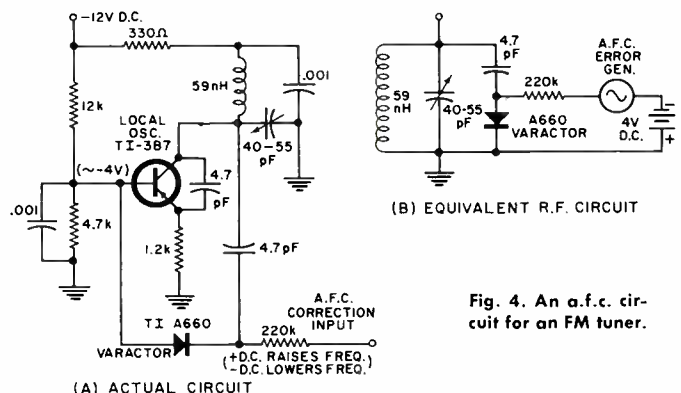 -12V D.C.
330Ω
12k
59nH
.001
LOCAL
OSC.
TI-387
40-55
pF
(~-4V)
4.7
pF
.001
4.7k
1.2k
4.7pF
TI A660
VARACTOR
A.F.C.
CORRECTION
INPUT
220k
(+D.C. RAISES FREQ.
-D.C. LOWERS FREQ.)
(A) ACTUAL CIRCUIT
59
nH
40-55
pF
4.7
pF
220k
A.F.C.
ERROR
GEN.
A660
VARACTOR
4V
D.C.
-
+
(B) EQUIVALENT R.F. CIRCUIT
Fig. 4. An a.f.c. cir-
cuit for an FM tuner.